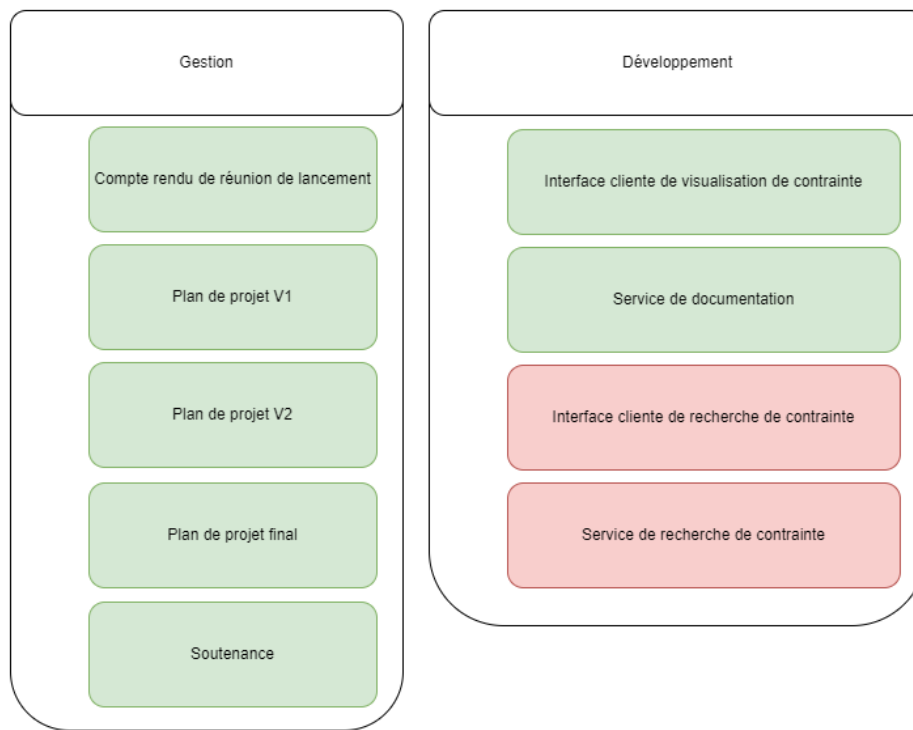 Gestion
Compte rendu de réunion de lancement
Plan de projet V1
Plan de projet V2
Plan de projet final
Soutenance
Développement
Interface cliente de visualisation de contrainte
Service de documentation
Interface cliente de recherche de contrainte
Service de recherche de contrainte